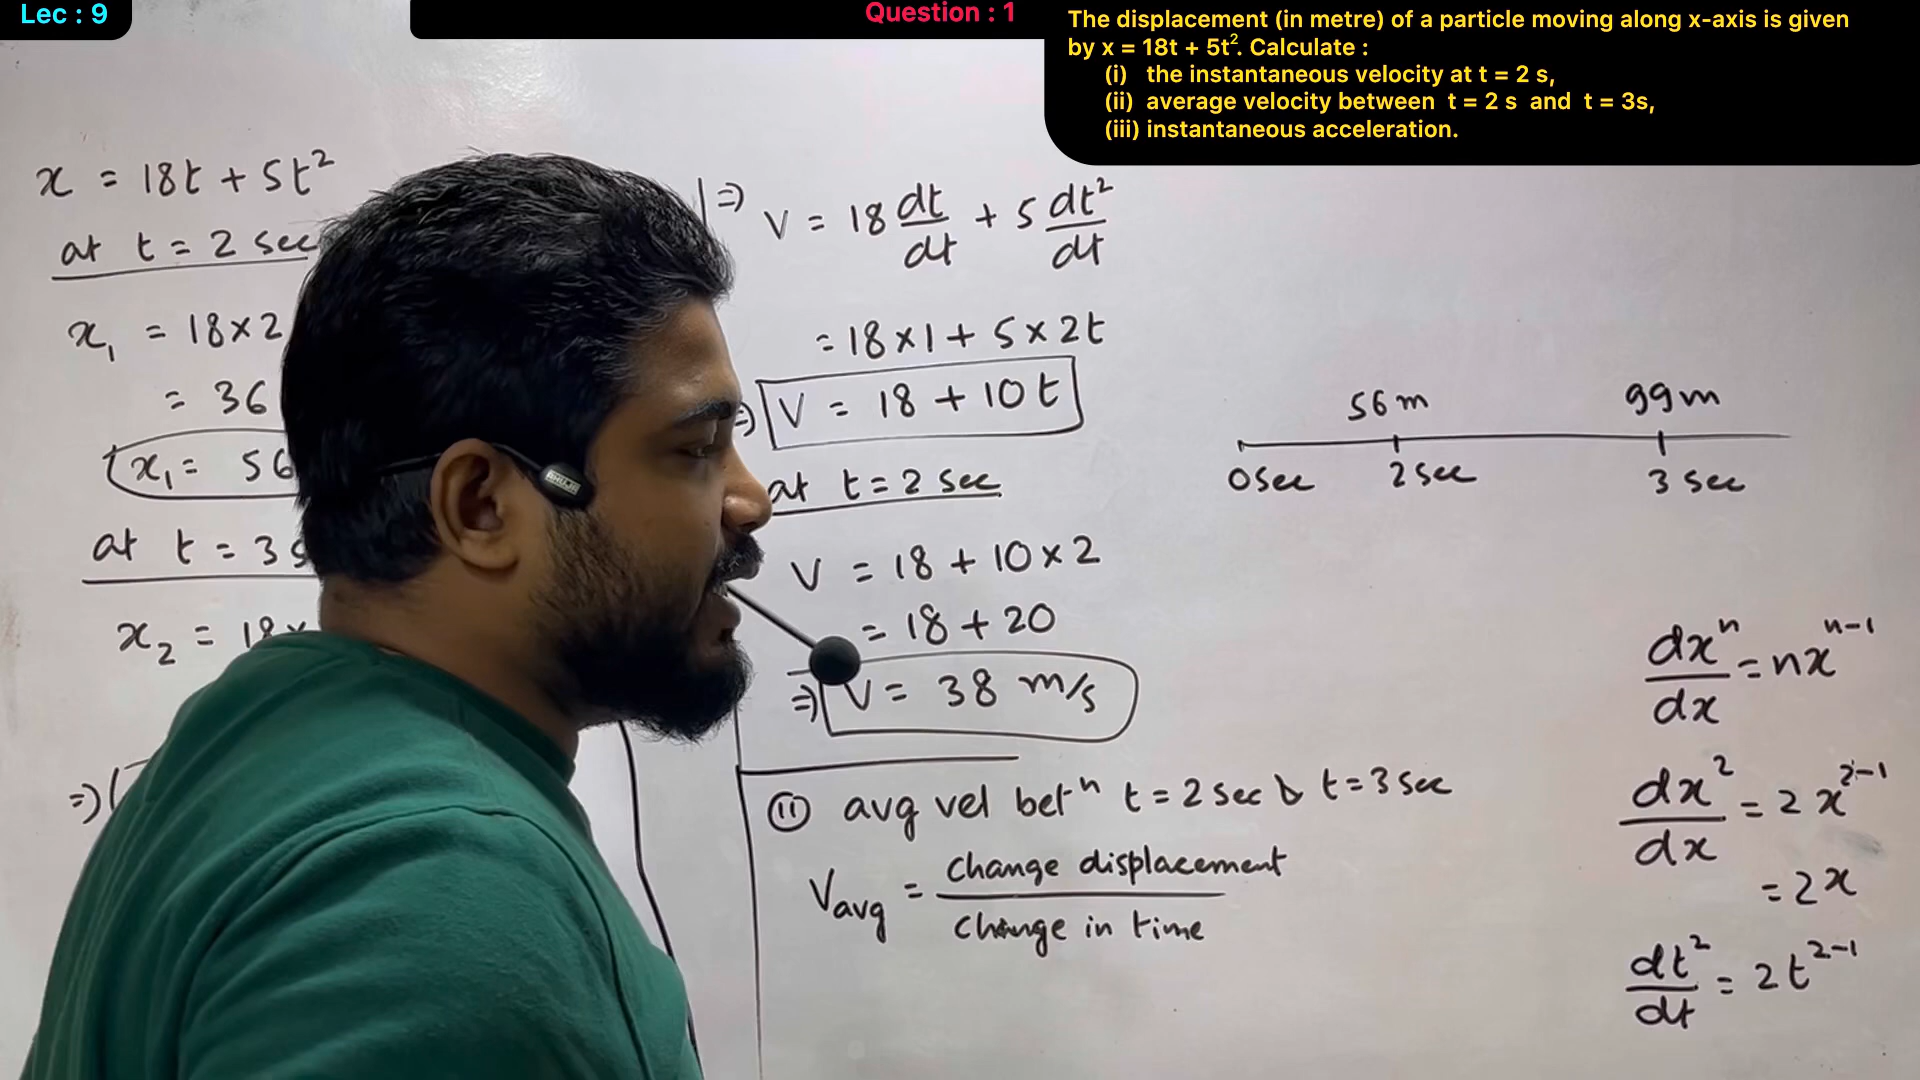 Lec : 9
Question : 1
The displacement (in metre) of a particle moving along x-axis is given
by x = 18t + 5t². Calculate :
(i) the instantaneous velocity at t = 2 s,
(ii) average velocity between t = 2 s and t = 3s,
(iii) instantaneous acceleration.
x = 18t + 5t²
at t = 2 sec
x₁ = 18×2
= 36
x₁ = 56
at t = 3 s
x₂ = 18×
⇒
⇒ V = 18 dt/dt + 5 dt²/dt
= 18×1 + 5×2t
⇒ V = 18 + 10t
at t = 2 sec
V = 18 + 10×2
= 18 + 20
⇒ V = 38 m/s
(ii) avg vel betⁿ t = 2 sec & t = 3 sec
Vavg = change displacement / change in time
56m 99m
0sec 2sec 3 sec
dxⁿ/dx = nxⁿ⁻¹
dx²/dx = 2x²⁻¹
= 2x
dt²/dt = 2t²⁻¹
AHUJA